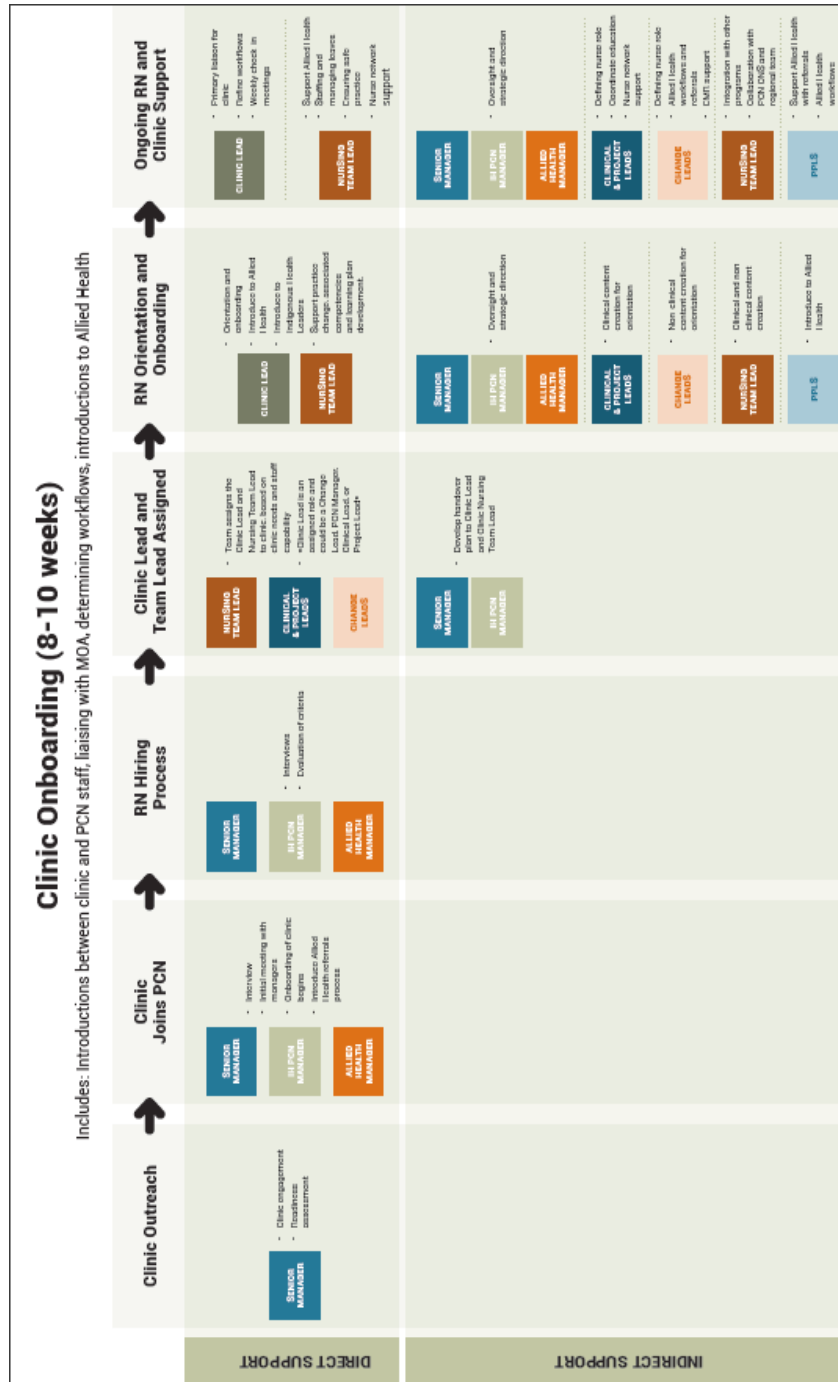 Clinic Onboarding (8-10 weeks)
Includes: Introductions between clinic and PCN staff, liaising with MOA, determining workflows, introductions to Allied Health
Clinic Outreach
Clinic
Joins PCN
RN Hiring
Process
Clinic Lead and
Team Lead Assigned
RN Orientation and
Onboarding
Ongoing RN and
Clinic Support
DIRECT SUPPORT
SENIOR
MANAGER
- Clinic engagement
- Readiness
assessment
SENIOR
MANAGER
IH PCN
MANAGER
ALLIED
HEALTH
MANAGER
- Interview
- Initial meeting with
managers
- Onboarding of clinic
begins
- Introduce Allied
Health referrals
process
SENIOR
MANAGER
IH PCN
MANAGER
ALLIED
HEALTH
MANAGER
- Interviews
- Evaluation of criteria
NURSING
TEAM LEAD
CLINICAL
& PROJECT
LEADS
CHANGE
LEADS
- Team assigns the
Clinic Lead and
Nursing Team Lead
to clinic, based on
clinic needs and staff
capability
- *Clinic Lead is an
assigned role and
could be a Change
Lead, PCN Manager,
Clinical Lead, or
Project Lead*
CLINIC LEAD
- Orientation and
onboarding
- Introduce to Allied
Health
- Introduce to
Indigenous Health
Leaders
NURSING
TEAM LEAD
- Support practice
change, associated
competencies
and learning plan
development.
CLINIC LEAD
- Primary liaison for
clinic
- Refine workflows
- Weekly check in
meetings
NURSING
TEAM LEAD
- Support Allied Health
- Staffing and
managing leaves
- Ensuring safe
practice
- Nurse network
support
INDIRECT SUPPORT
SENIOR
MANAGER
IH PCN
MANAGER
- Develop handover
plan to Clinic Lead
and Clinic Nursing
Team Lead
SENIOR
MANAGER
IH PCN
MANAGER
ALLIED
HEALTH
MANAGER
- Oversight and
strategic direction
CLINICAL
& PROJECT
LEADS
- Clinical content
creation for
orientation
CHANGE
LEADS
- Non clinical
content creation for
orientation
NURSING
TEAM LEAD
- Clinical and non
clinical content
creation
PPLS
- Introduce to Allied
Health
SENIOR
MANAGER
IH PCN
MANAGER
ALLIED
HEALTH
MANAGER
- Oversight and
strategic direction
CLINICAL
& PROJECT
LEADS
- Defining nurse role
- Coordinate education
- Nurse network
support
CHANGE
LEADS
- Defining nurse role
- Allied Health
workflows and
referrals
- EMR support
NURSING
TEAM LEAD
- Integration with other
programs
- Collaboration with
PCN CNS and
regional team
PPLS
- Support Allied Health
with referrals
- Allied Health
workflows